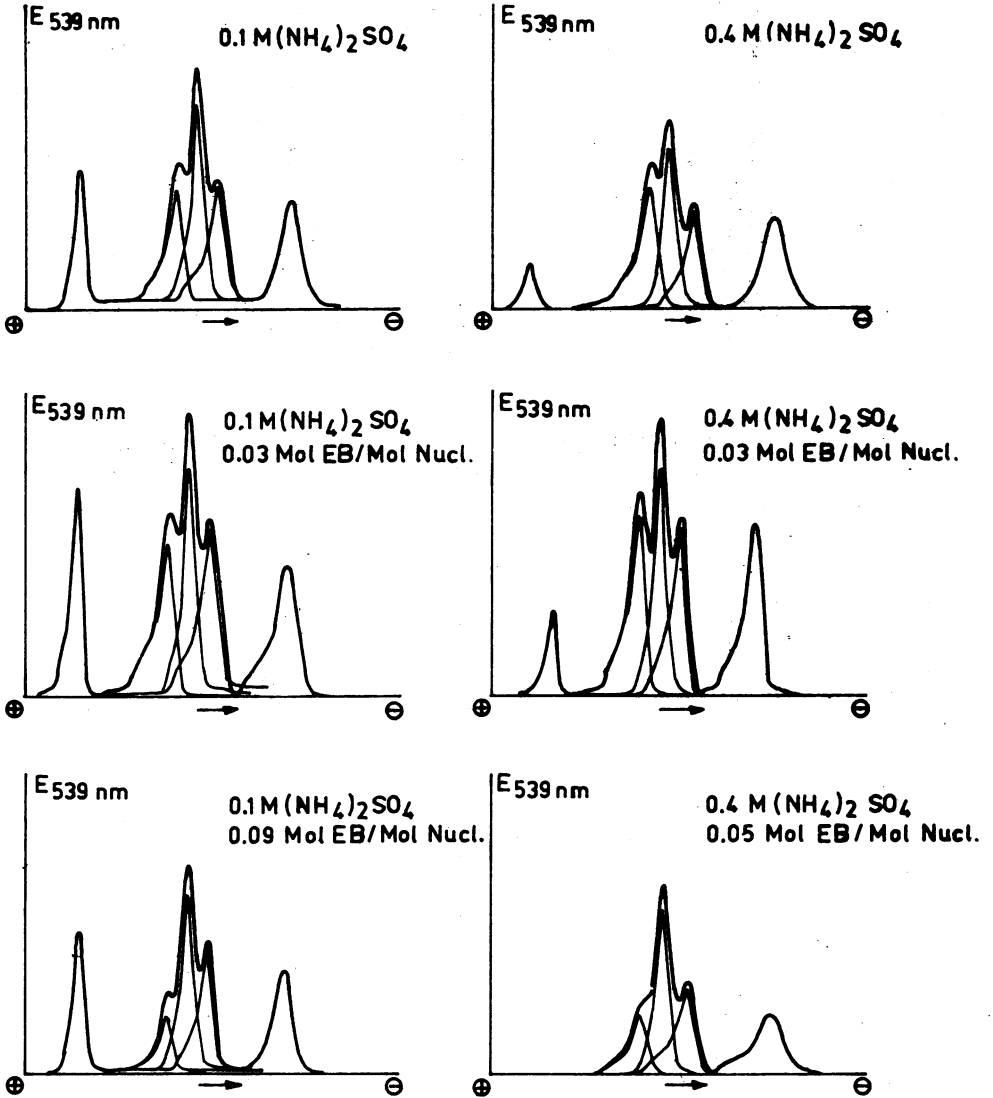 E 539 nm
0.1 M (NH4)2 SO4
⊕ ⊖
E 539 nm
0.4 M (NH4)2 SO4
⊕ ⊖
E 539 nm
0.1 M (NH4)2 SO4
0.03 Mol EB/Mol Nucl.
⊕ ⊖
E 539 nm
0.4 M (NH4)2 SO4
0.03 Mol EB/Mol Nucl.
⊕ ⊖
E 539 nm
0.1 M (NH4)2 SO4
0.09 Mol EB/Mol Nucl.
⊕ ⊖
E 539 nm
0.4 M (NH4)2 SO4
0.05 Mol EB/Mol Nucl.
⊕ ⊖